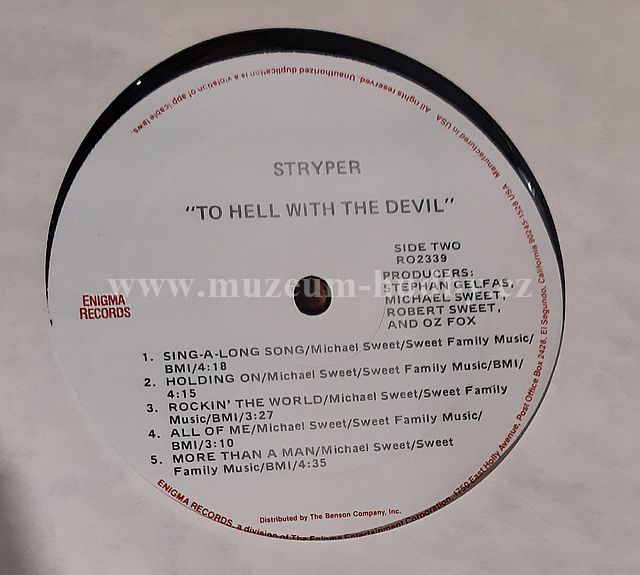 STRYPER
"TO HELL WITH THE DEVIL"
SIDE TWO
RO2339
PRODUCERS:
STEPHAN GELFAS,
MICHAEL SWEET,
ROBERT SWEET,
AND OZ FOX
ENIGMA
RECORDS
1. SING-A-LONG SONG/Michael Sweet/Sweet Family Music/
BMI/4:18
2. HOLDING ON/Michael Sweet/Sweet Family Music/BMI/
4:15
3. ROCKIN' THE WORLD/Michael Sweet/Sweet Family
Music/BMI/3:27
4. ALL OF ME/Michael Sweet/Sweet Family Music/
BMI/3:10
5. MORE THAN A MAN/Michael Sweet/Sweet
Family Music/BMI/4:35
Distributed by The Benson Company, Inc.
ENIGMA RECORDS, a division of The Enigma Entertainment Corporation, 1750 East Holly Avenue, Post Office Box 2428, El Segundo, California 90245-1528 USA Manufactured in USA All rights reserved. Unauthorized duplication is a violation of applicable laws.